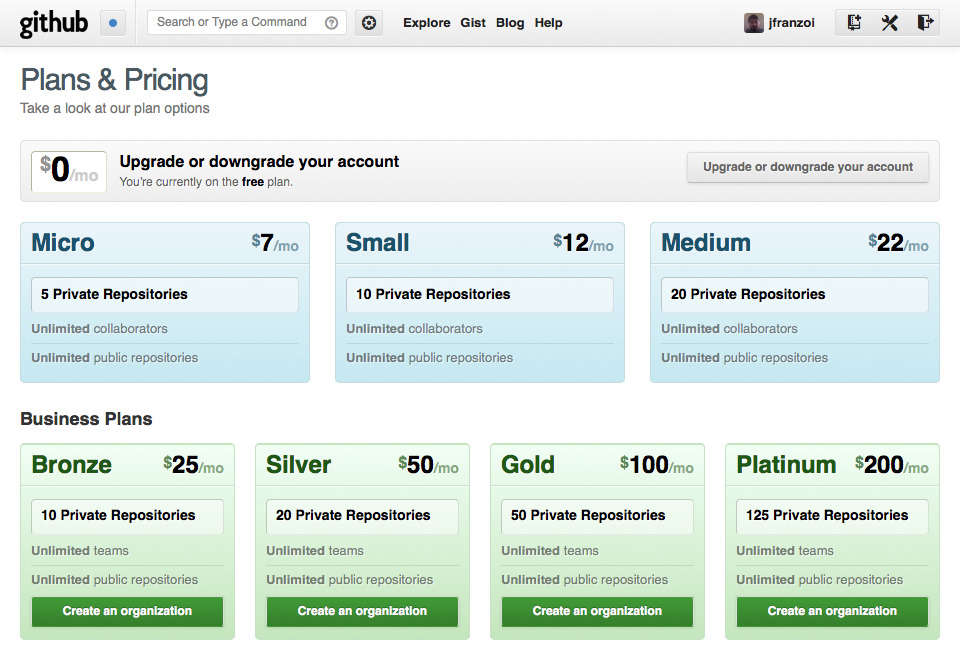 github Search or Type a Command Explore Gist Blog Help jfranzoi
Plans & Pricing
Take a look at our plan options
$0/mo
Upgrade or downgrade your account
You're currently on the free plan.
Upgrade or downgrade your account
Micro $7/mo
5 Private Repositories
Unlimited collaborators
Unlimited public repositories
Small $12/mo
10 Private Repositories
Unlimited collaborators
Unlimited public repositories
Medium $22/mo
20 Private Repositories
Unlimited collaborators
Unlimited public repositories
Business Plans
Bronze $25/mo
10 Private Repositories
Unlimited teams
Unlimited public repositories
Create an organization
Silver $50/mo
20 Private Repositories
Unlimited teams
Unlimited public repositories
Create an organization
Gold $100/mo
50 Private Repositories
Unlimited teams
Unlimited public repositories
Create an organization
Platinum $200/mo
125 Private Repositories
Unlimited teams
Unlimited public repositories
Create an organization